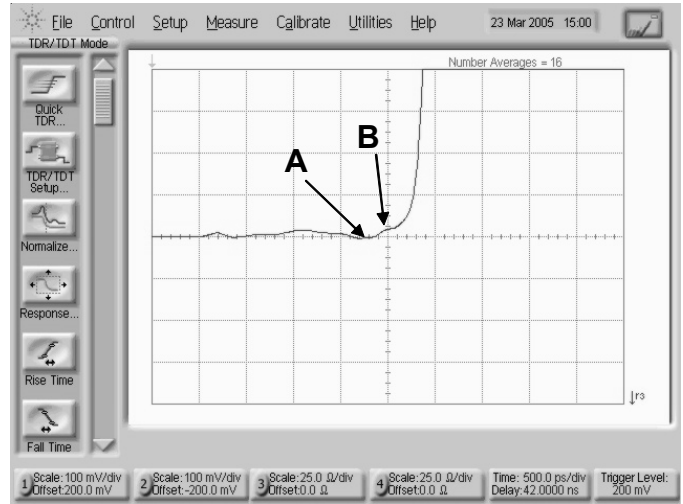 File Control Setup Measure Calibrate Utilities Help 23 Mar 2005 15:00
TDR/TDT Mode
Number Averages = 16
Quick
TDR...
TDR/TDT
Setup...
Normalize...
Response...
Rise Time
Fall Time
A
B
r3
1 Scale:100 mV/div
Offset:200.0 mV
2 Scale:100 mV/div
Offset:-200.0 mV
3 Scale:25.0 Ω/div
Offset:0.0 Ω
4 Scale:25.0 Ω/div
Offset:0.0 Ω
Time: 500.0 ps/div
Delay:42.0000 ns
Trigger Level:
200 mV